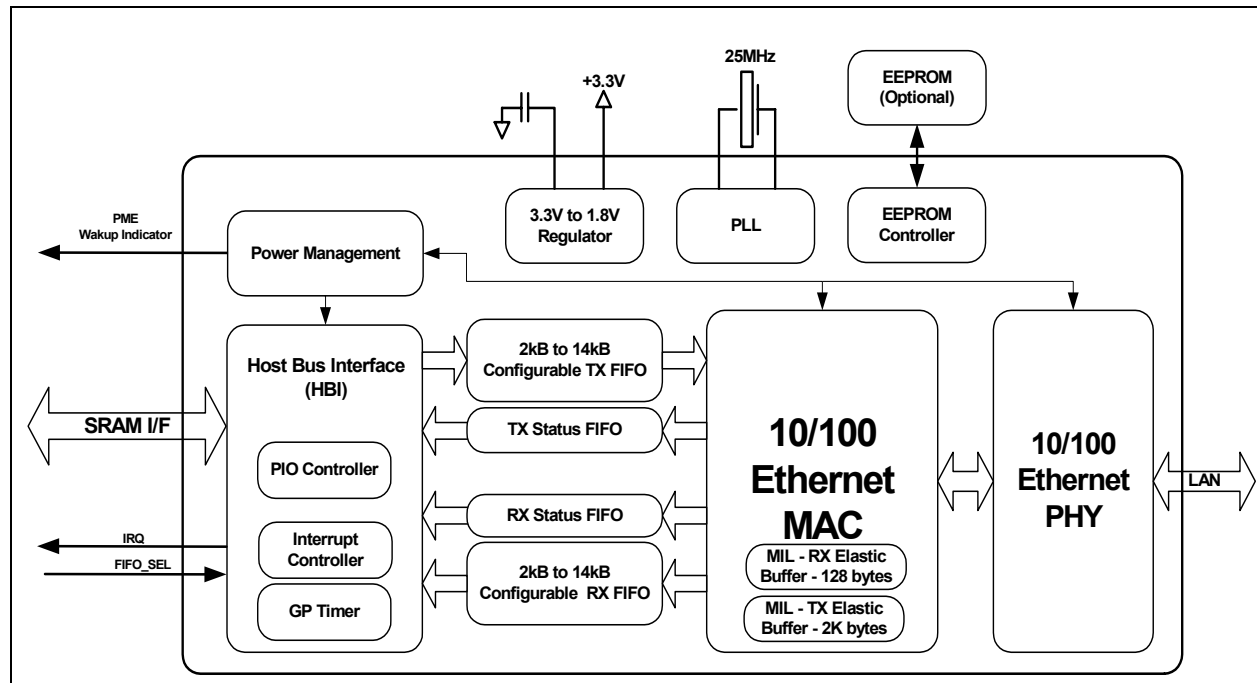 25MHz
+3.3V
EEPROM
(Optional)
3.3V to 1.8V
Regulator
PLL
EEPROM
Controller
PME
Wakup Indicator
Power Management
Host Bus Interface
(HBI)
2kB to 14kB
Configurable TX FIFO
SRAM I/F
TX Status FIFO
PIO Controller
RX Status FIFO
IRQ
FIFO_SEL
Interrupt
Controller
2kB to 14kB
Configurable RX FIFO
GP Timer
10/100
Ethernet
MAC
MIL - RX Elastic
Buffer - 128 bytes
MIL - TX Elastic
Buffer - 2K bytes
10/100
Ethernet
PHY
LAN